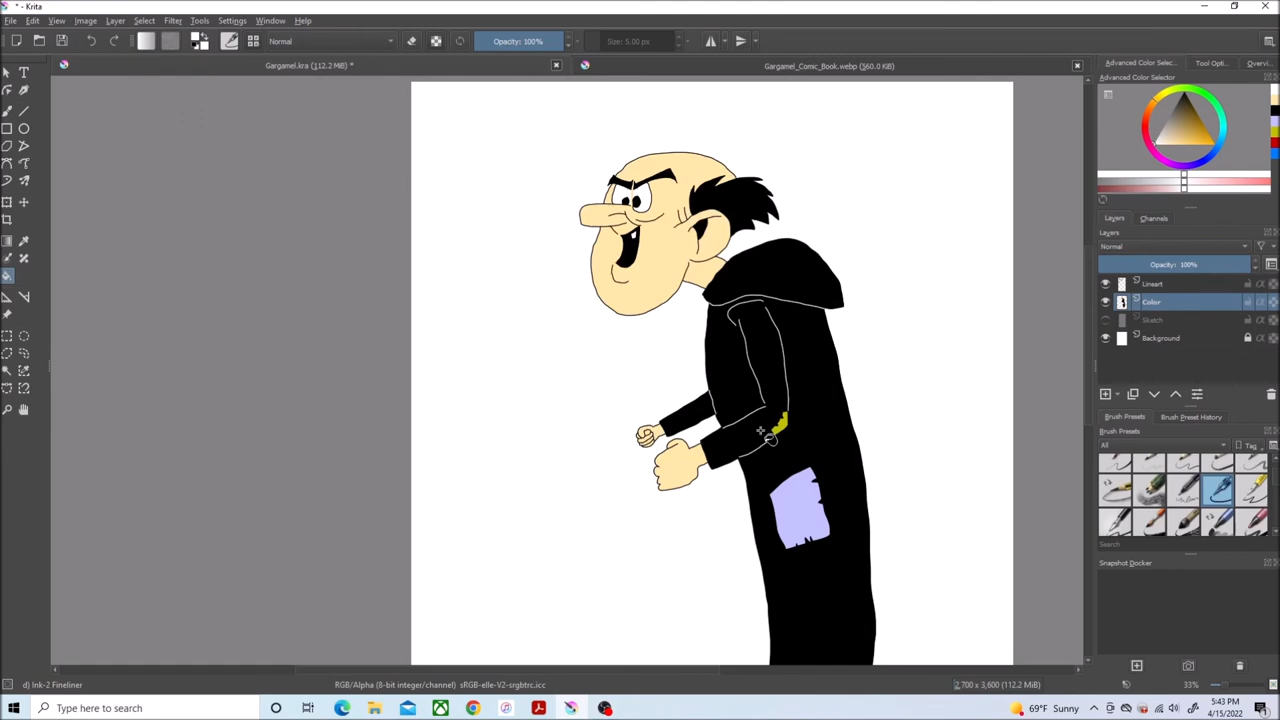 * - Krita
File Edit View Image Layer Select Filter Tools Settings Window Help
Normal Opacity: 100% Size: 5.00 px
Gargamel.kra (112.2 MiB) * Gargamel_Comic_Book.webp (560.0 KiB)
Advanced Color Selec... Tool Opti... Overvi...
Advanced Color Selector
Layers Channels
Layers
Normal
Opacity: 100%
Lineart
Color
Sketch
Background
Brush Presets Brush Preset History
Brush Presets
All Tag
Search
Snapshot Docker
d) Ink-2 Fineliner RGB/Alpha (8-bit integer/channel) sRGB-elle-V2-srgbtrc.icc 2,700 x 3,600 (112.2 MiB) 33%
Type here to search 69°F Sunny 5:43 PM
4/15/2022